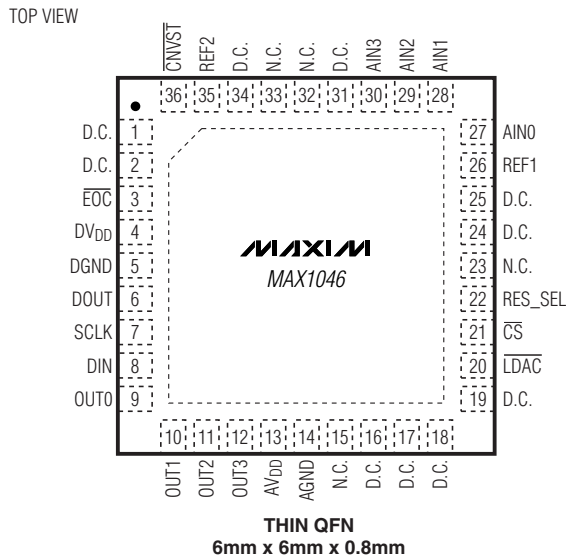 TOP VIEW
CNVST REF2 D.C. N.C. N.C. D.C. AIN3 AIN2 AIN1
36 35 34 33 32 31 30 29 28
D.C. 1
D.C. 2
EOC 3
DVDD 4
DGND 5
DOUT 6
SCLK 7
DIN 8
OUT0 9
MAXIM
MAX1046
27 AIN0
26 REF1
25 D.C.
24 D.C.
23 N.C.
22 RES_SEL
21 CS
20 LDAC
19 D.C.
10 11 12 13 14 15 16 17 18
OUT1 OUT2 OUT3 AVDD AGND N.C. D.C. D.C. D.C.
THIN QFN
6mm x 6mm x 0.8mm